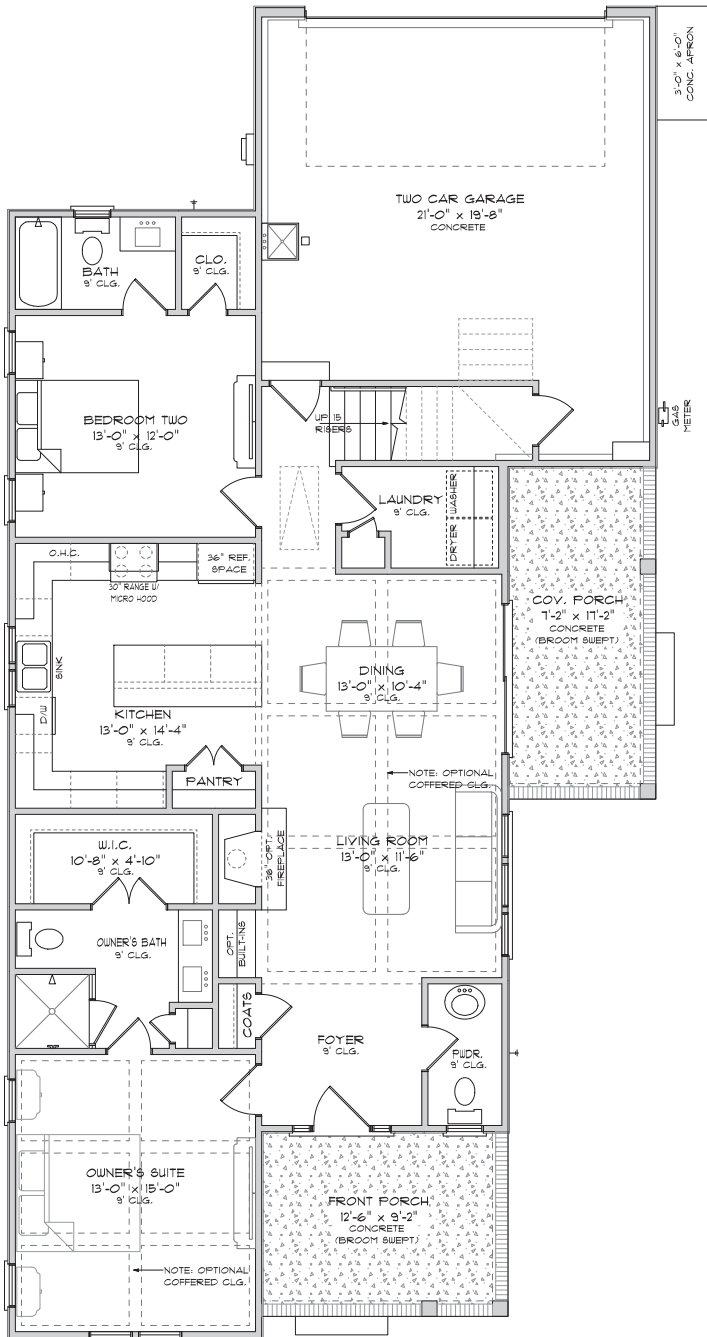 3'-0" x 6'-0"
CONC. APRON
TWO CAR GARAGE
21'-0" x 19'-8"
CONCRETE
BATH
9' CLG.
CLO.
9' CLG.
GAS
METER
BEDROOM TWO
13'-0" x 12'-0"
9' CLG.
UP 15
RISERS
LAUNDRY
9' CLG.
WASHER
DRYER
O.H.C.
30" RANGE W/
MICRO HOOD
36" REF.
SPACE
COV. PORCH
7'-2" x 17'-2"
CONCRETE
(BROOM SWEPT)
SINK
D/W
DINING
13'-0" x 10'-4"
9' CLG.
KITCHEN
13'-0" x 14'-4"
9' CLG.
PANTRY
NOTE: OPTIONAL
COFFERED CLG.
W.I.C.
10'-8" x 4'-10"
9' CLG.
36" OPT.
FIREPLACE
LIVING ROOM
13'-0" x 11'-6"
9' CLG.
OWNER'S BATH
9' CLG.
OPT.
BUILT-INS
COATS
FOYER
9' CLG.
PWDR.
9' CLG.
OWNER'S SUITE
13'-0" x 15'-0"
9' CLG.
FRONT PORCH
12'-6" x 9'-2"
CONCRETE
(BROOM SWEPT)
NOTE: OPTIONAL
COFFERED CLG.